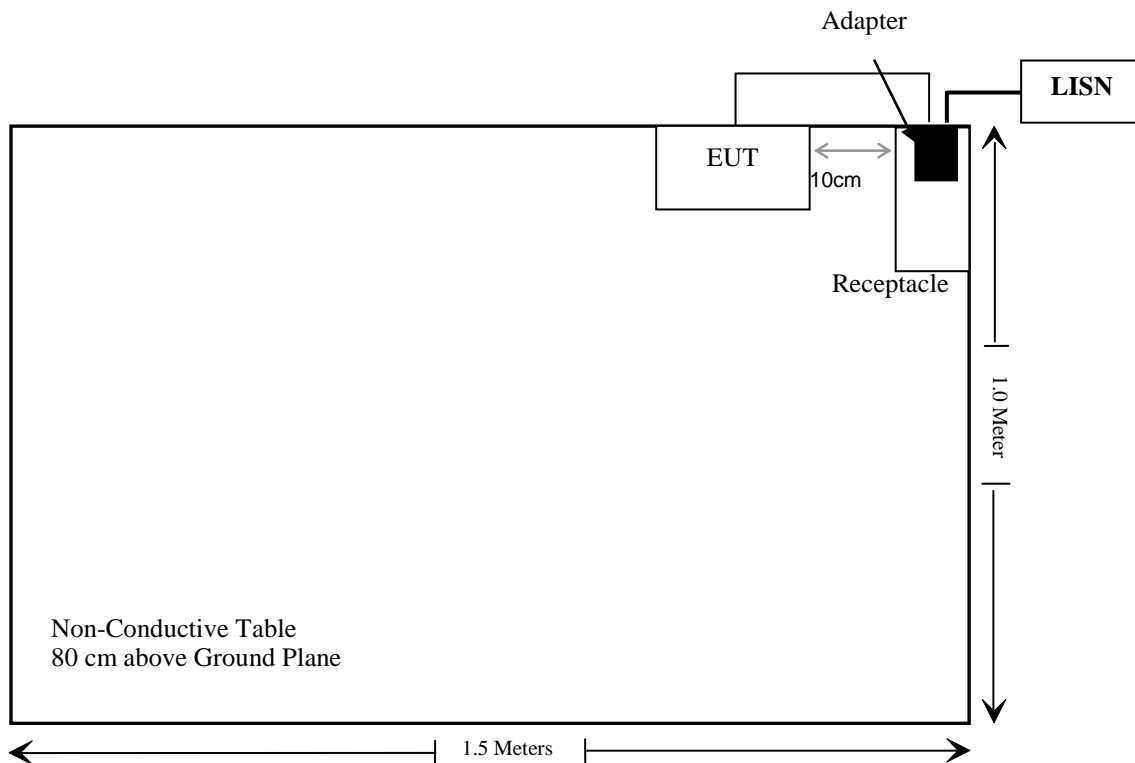 Adapter
LISN
EUT
10cm
Receptacle
1.0 Meter
Non-Conductive Table
80 cm above Ground Plane
1.5 Meters